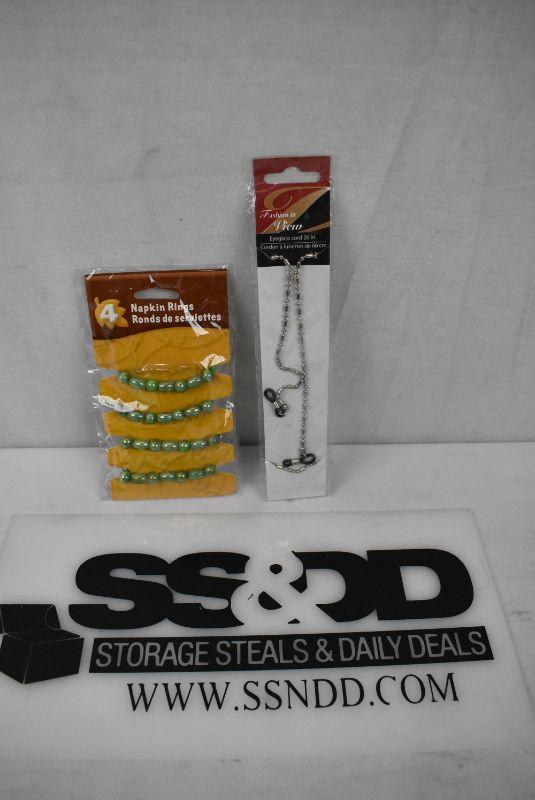 4
Napkin Rings
Ronds de serviettes
Fashion in
View
Eyeglass cord 26 in.
Cordon à lunettes de 66 cm.
SS&DD
STORAGE STEALS & DAILY DEALS
WWW.SSNDD.COM